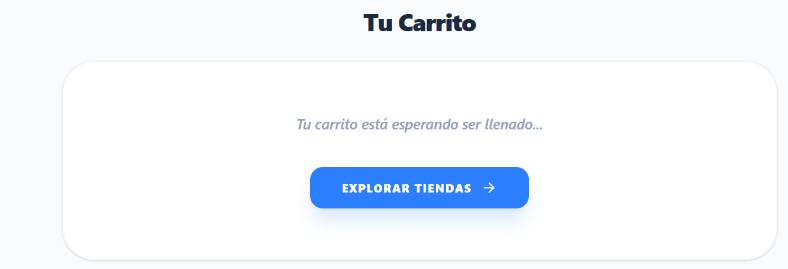 Tu Carrito
Tu carrito está esperando ser llenado...
EXPLORAR TIENDAS →